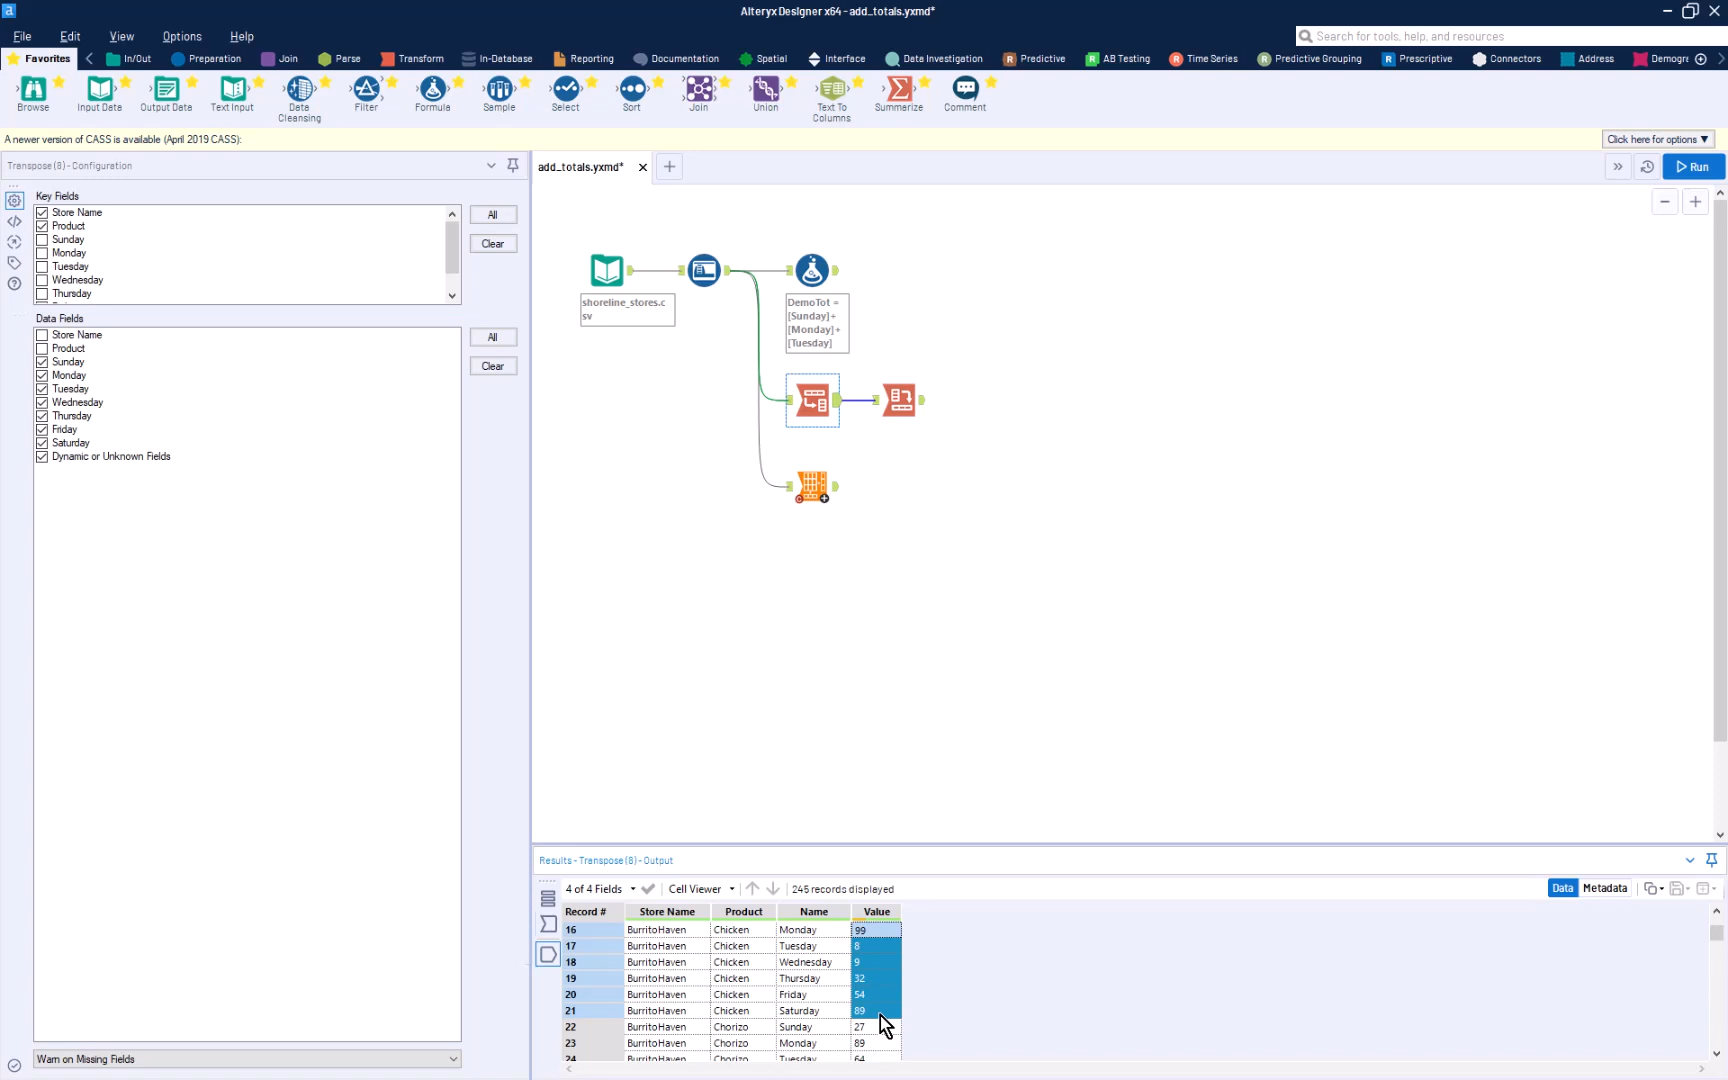 a
Alteryx Designer x64 - add_totals.yxmd*
File Edit View Options Help
Search for tools, help, and resources
Favorites In/Out Preparation Join Parse Transform In-Database Reporting Documentation Spatial Interface Data Investigation Predictive AB Testing Time Series Predictive Grouping Prescriptive Connectors Address Demogr
Browse Input Data Output Data Text Input Data Cleansing Filter Formula Sample Select Sort Join Union Text To Columns Summarize Comment
A newer version of CASS is available (April 2019 CASS):
Click here for options ▼
Transpose (8) - Configuration
add_totals.yxmd*
Run
Key Fields
Store Name
Product
Sunday
Monday
Tuesday
Wednesday
Thursday
All
Clear
Data Fields
Store Name
Product
Sunday
Monday
Tuesday
Wednesday
Thursday
Friday
Saturday
Dynamic or Unknown Fields
All
Clear
Warn on Missing Fields
shoreline_stores.c
sv
DemoTot =
[Sunday]+
[Monday]+
[Tuesday]
Results - Transpose (8) - Output
4 of 4 Fields Cell Viewer 245 records displayed
Data Metadata
Record # Store Name Product Name Value
16 BurritoHaven Chicken Monday 99
17 BurritoHaven Chicken Tuesday 8
18 BurritoHaven Chicken Wednesday 9
19 BurritoHaven Chicken Thursday 32
20 BurritoHaven Chicken Friday 54
21 BurritoHaven Chicken Saturday 89
22 BurritoHaven Chorizo Sunday 27
23 BurritoHaven Chorizo Monday 89
24 BurritoHaven Chorizo Tuesday 64